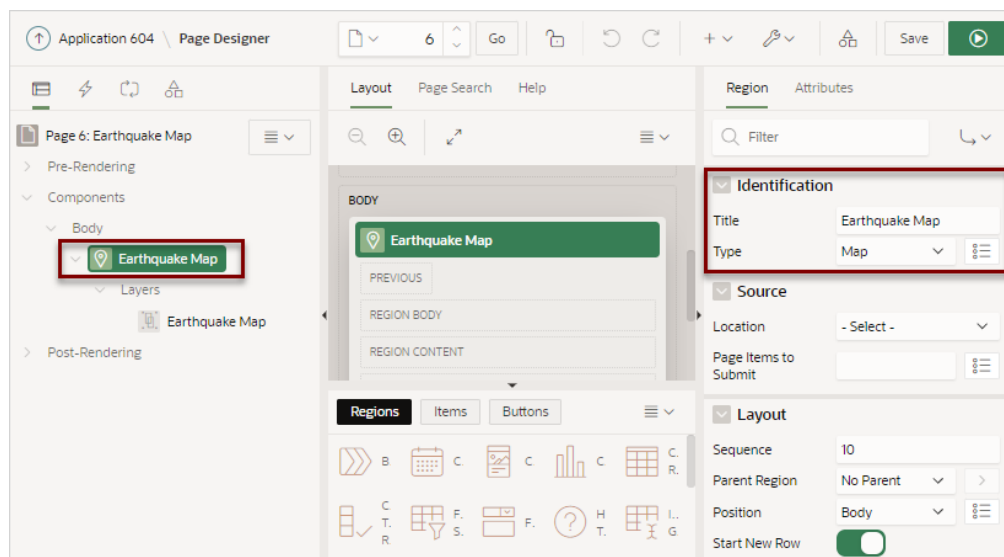 Application 604 \ Page Designer
6
Go
Save
Layout
Page Search
Help
Region
Attributes
Page 6: Earthquake Map
Pre-Rendering
Components
Body
Earthquake Map
Layers
Earthquake Map
Post-Rendering
BODY
Earthquake Map
PREVIOUS
REGION BODY
REGION CONTENT
Regions
Items
Buttons
B
C.
C.
C.
C.
R.
C
T.
R
F.
S.
F.
H
T.
I..
G
Filter
Identification
Title
Earthquake Map
Type
Map
Source
Location
- Select -
Page Items to
Submit
Layout
Sequence
10
Parent Region
No Parent
Position
Body
Start New Row